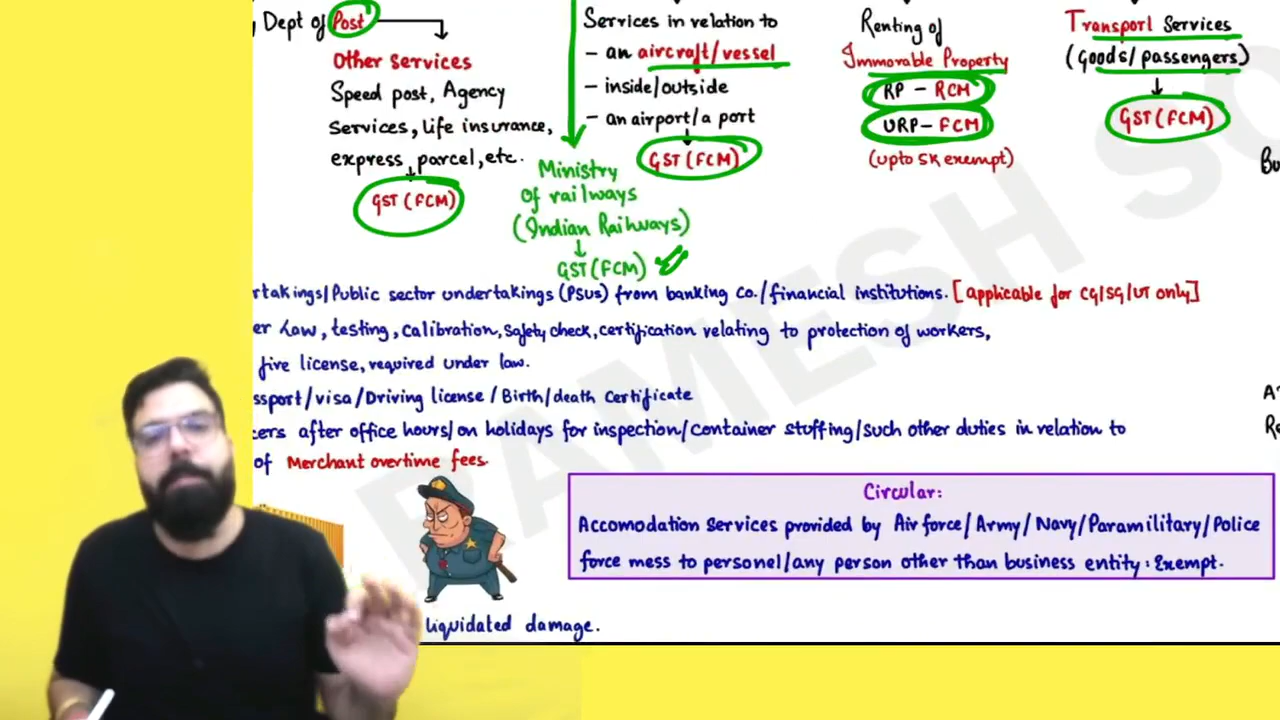 Dept of Post
Other Services
Speed post, Agency
Services, life insurance,
express parcel, etc.
GST (FCM)
Ministry
of railways
(Indian Railways)
GST (FCM)
Services in relation to
- an aircraft/vessel
- inside/outside
- an airport/a port
GST (FCM)
Renting of
Immovable Property
RP - RCM
URP - FCM
(upto 5K exempt)
Transport Services
(Goods/passengers)
GST (FCM)
rtakings/Public sector undertakings (PSUs) from banking co./financial institutions. [applicable for CG/SG/UT only]
er Law, testing, calibration, safety check, certification relating to protection of workers,
fire license, required under law.
ssport/visa/Driving license/Birth/death Certificate
cers after office hours/on holidays for inspection/Container stuffing/such other duties in relation to
of Merchant overtime fees.
Circular:
Accomodation Services provided by Air force/Army/Navy/Paramilitary/Police
force mess to personel/any person other than business entity: Exempt.
liquidated damage.
RAMESH SO